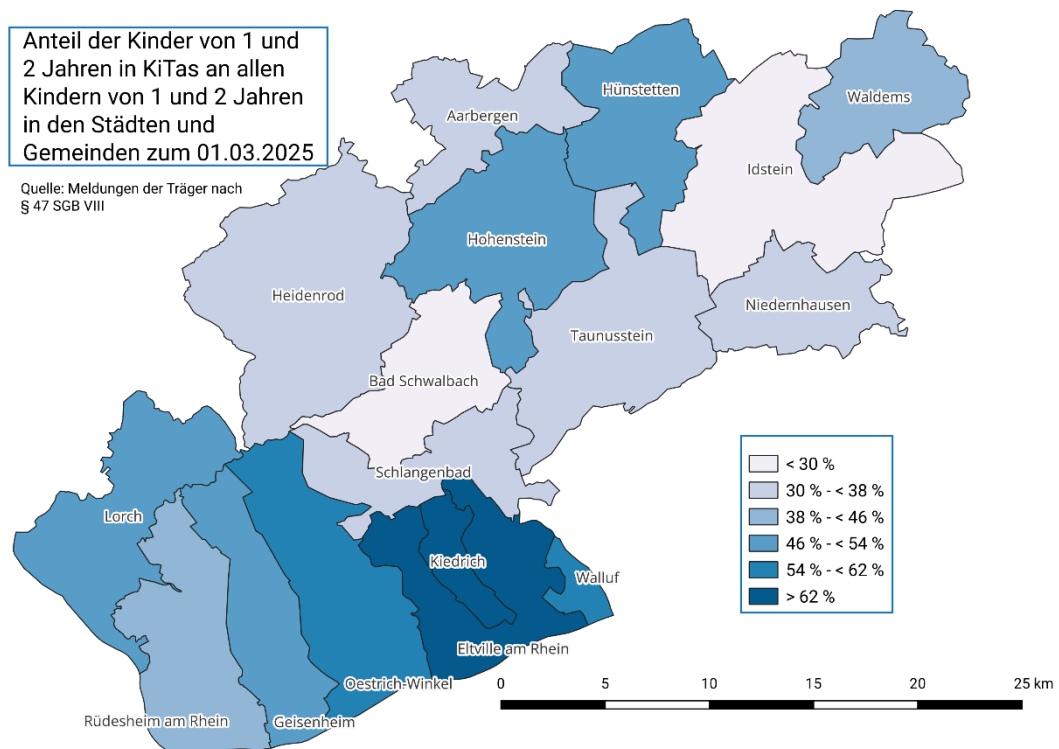 Anteil der Kinder von 1 und
2 Jahren in KiTas an allen
Kindern von 1 und 2 Jahren
in den Städten und
Gemeinden zum 01.03.2025
Quelle: Meldungen der Träger nach
§ 47 SGB VIII
Hünstetten
Waldems
Aarbergen
Idstein
Hohenstein
Heidenrod
Niedernhausen
Taunusstein
Bad Schwalbach
Schlangenbad
Lorch
Kiedrich
Walluf
Eltville am Rhein
Oestrich-Winkel
Rüdesheim am Rhein
Geisenheim
< 30 %
30 % - < 38 %
38 % - < 46 %
46 % - < 54 %
54 % - < 62 %
> 62 %
0 5 10 15 20 25 km